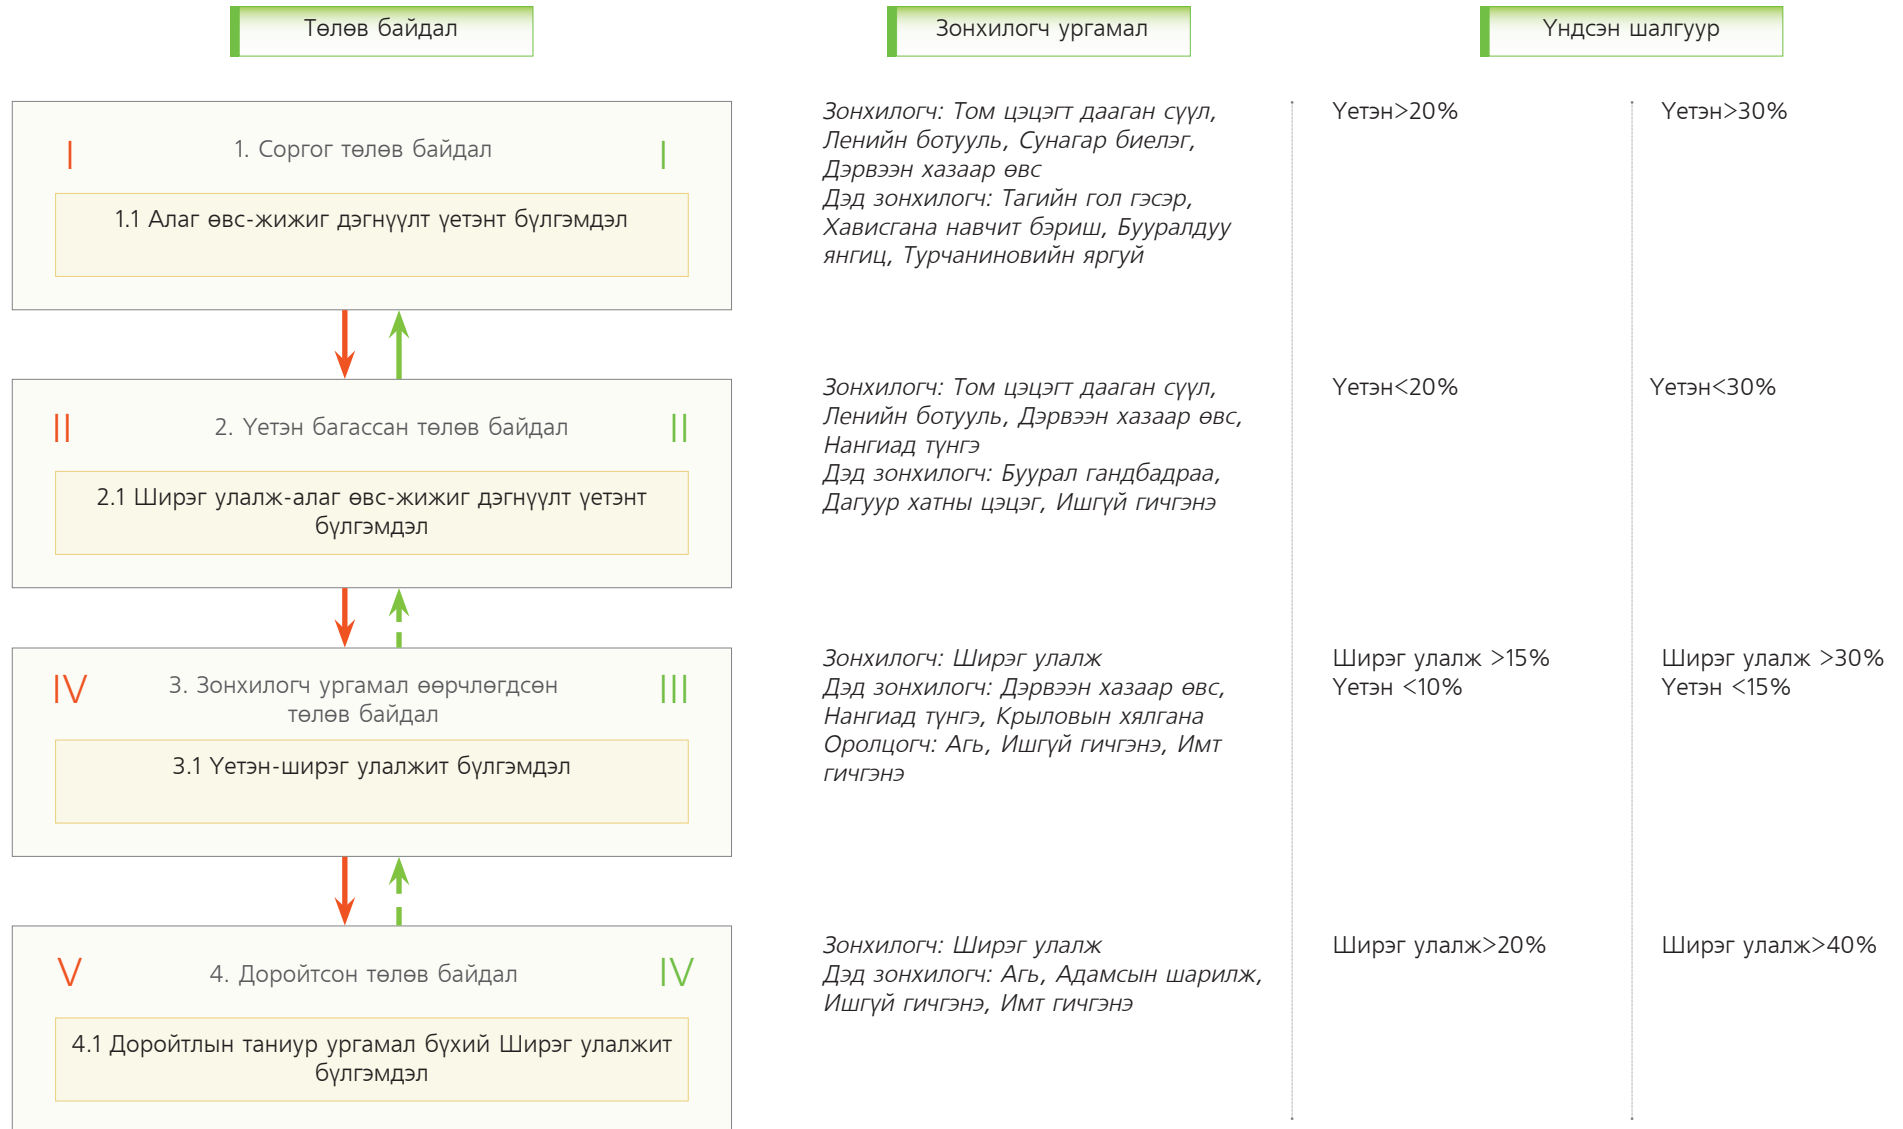 Төлөв байдал
Зонхилогч ургамал
Үндсэн шалгуур
I
1. Соргог төлөв байдал
I
1.1 Алаг өвс-жижиг дэгнүүлт үетэнт бүлгэмдэл
Зонхилогч: Том цэцэгт дааган сүүл,
Ленийн ботууль, Сунагар биелэг,
Дэрвээн хазаар өвс
Дэд зонхилогч: Тагийн гол гэсэр,
Хависгана навчит бэриш, Бууралдуу
янгиц, Турчаниновийн яргуй
Үетэн>20%
Үетэн>30%
II
2. Үетэн багассан төлөв байдал
II
2.1 Ширэг улалж-алаг өвс-жижиг дэгнүүлт үетэнт
бүлгэмдэл
Зонхилогч: Том цэцэгт дааган сүүл,
Ленийн ботууль, Дэрвээн хазаар өвс,
Нангиад түнгэ
Дэд зонхилогч: Буурал гандбадраа,
Дагуур хатны цэцэг, Ишгүй гичгэнэ
Үетэн<20%
Үетэн<30%
IV
3. Зонхилогч ургамал өөрчлөгдсөн
төлөв байдал
III
3.1 Үетэн-ширэг улалжит бүлгэмдэл
Зонхилогч: Ширэг улалж
Дэд зонхилогч: Дэрвээн хазаар өвс,
Нангиад түнгэ, Крыловын хялгана
Оролцогч: Агь, Ишгүй гичгэнэ, Имт
гичгэнэ
Ширэг улалж >15%
Үетэн <10%
Ширэг улалж >30%
Үетэн <15%
V
4. Доройтсон төлөв байдал
IV
4.1 Доройтлын таниур ургамал бүхий Ширэг улалжит
бүлгэмдэл
Зонхилогч: Ширэг улалж
Дэд зонхилогч: Агь, Адамсын шарилж,
Ишгүй гичгэнэ, Имт гичгэнэ
Ширэг улалж>20%
Ширэг улалж>40%